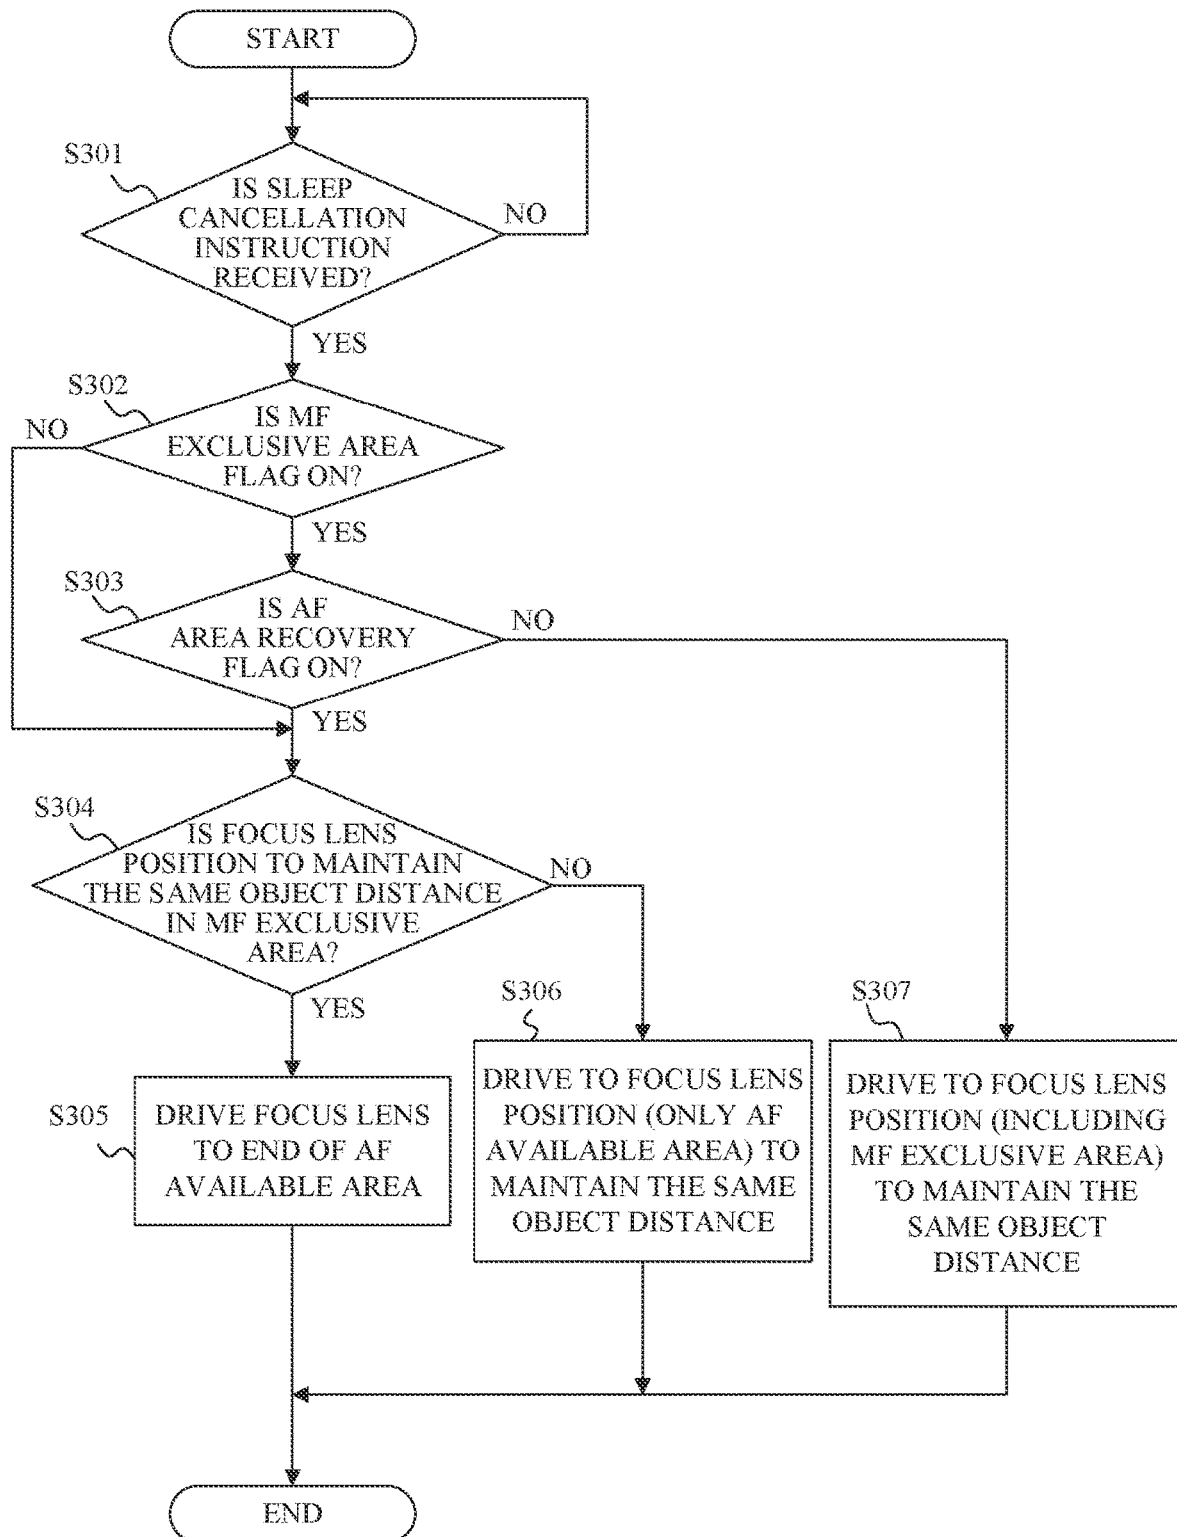 START
S301
IS SLEEP
CANCELLATION
INSTRUCTION
RECEIVED?
NO
YES
S302
NO
IS MF
EXCLUSIVE AREA
FLAG ON?
YES
S303
IS AF
AREA RECOVERY
FLAG ON?
NO
YES
S304
IS FOCUS LENS
POSITION TO MAINTAIN
THE SAME OBJECT DISTANCE
IN MF EXCLUSIVE
AREA?
NO
YES
S305
DRIVE FOCUS LENS
TO END OF AF
AVAILABLE AREA
S306
DRIVE TO FOCUS LENS
POSITION (ONLY AF
AVAILABLE AREA) TO
MAINTAIN THE SAME
OBJECT DISTANCE
S307
DRIVE TO FOCUS LENS
POSITION (INCLUDING
MF EXCLUSIVE AREA)
TO MAINTAIN THE
SAME OBJECT
DISTANCE
END